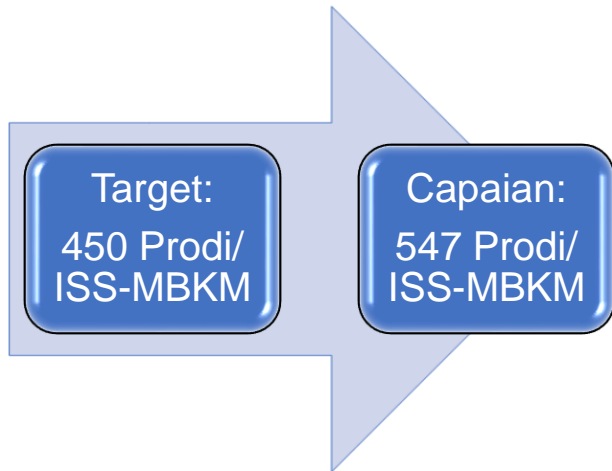 Target:
450 Prodi/
ISS-MBKM
Capaian:
547 Prodi/
ISS-MBKM